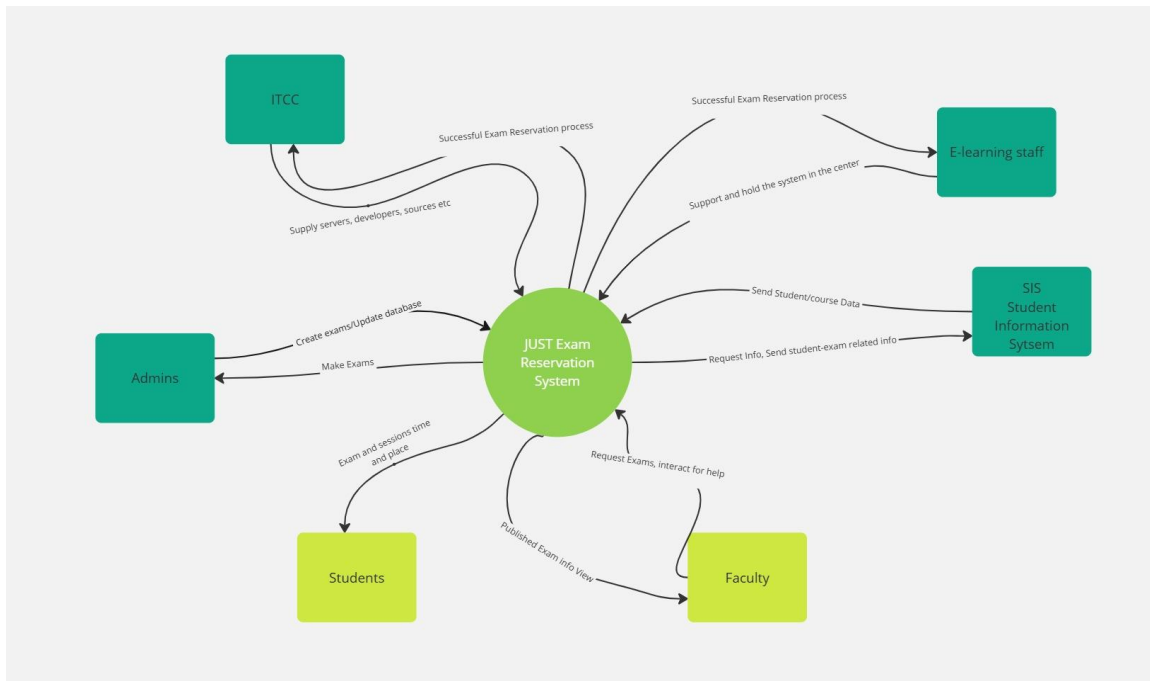 ITCC
Successful Exam Reservation process
Successful Exam Reservation process
E-learning staff
Support and hold the system in the center
Supply servers, developers, sources etc
SIS
Student
Information
Sytsem
Send Student/course Data
Create exams/Update database
JUST Exam
Reservation
System
Request Info, Send student-exam related info
Admins
Make Exams
Exam and sessions time
and place
Request Exams, interact for help
Published Exam info View
Students
Faculty